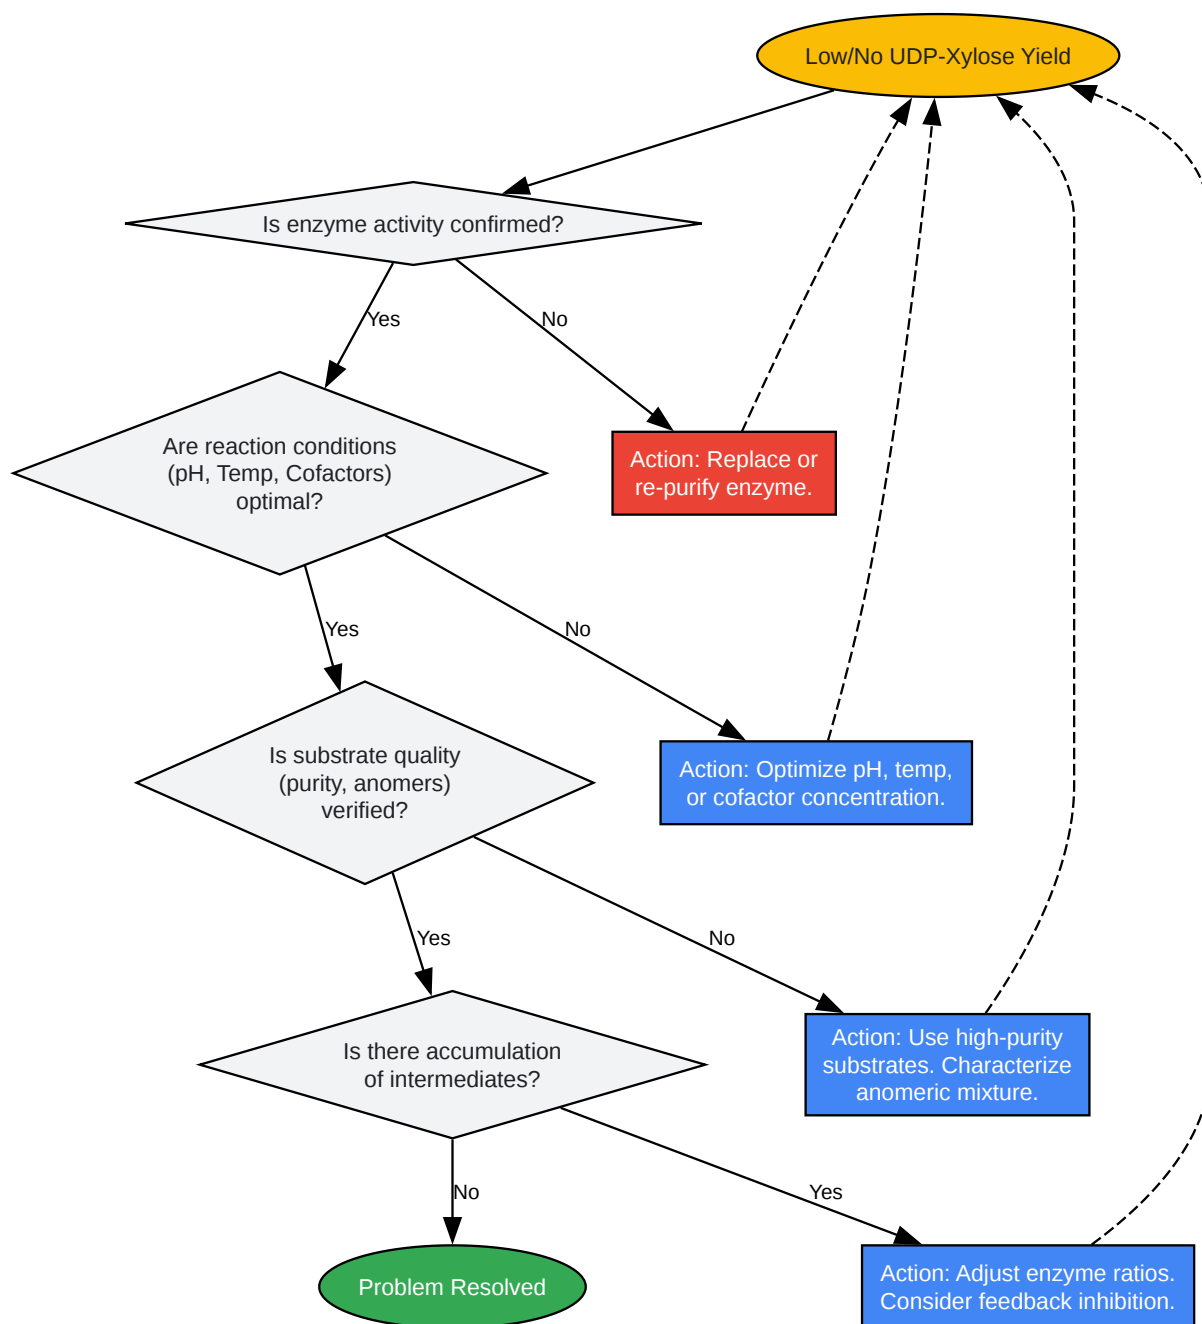 Low/No UDP-Xylose Yield
Is enzyme activity confirmed?
Yes
No
Are reaction conditions
(pH, Temp, Cofactors)
optimal?
Action: Replace or
re-purify enzyme.
Yes
No
Is substrate quality
(purity, anomers)
verified?
Action: Optimize pH, temp,
or cofactor concentration.
Yes
No
Is there accumulation
of intermediates?
Action: Use high-purity
substrates. Characterize
anomeric mixture.
No
Yes
Problem Resolved
Action: Adjust enzyme ratios.
Consider feedback inhibition.